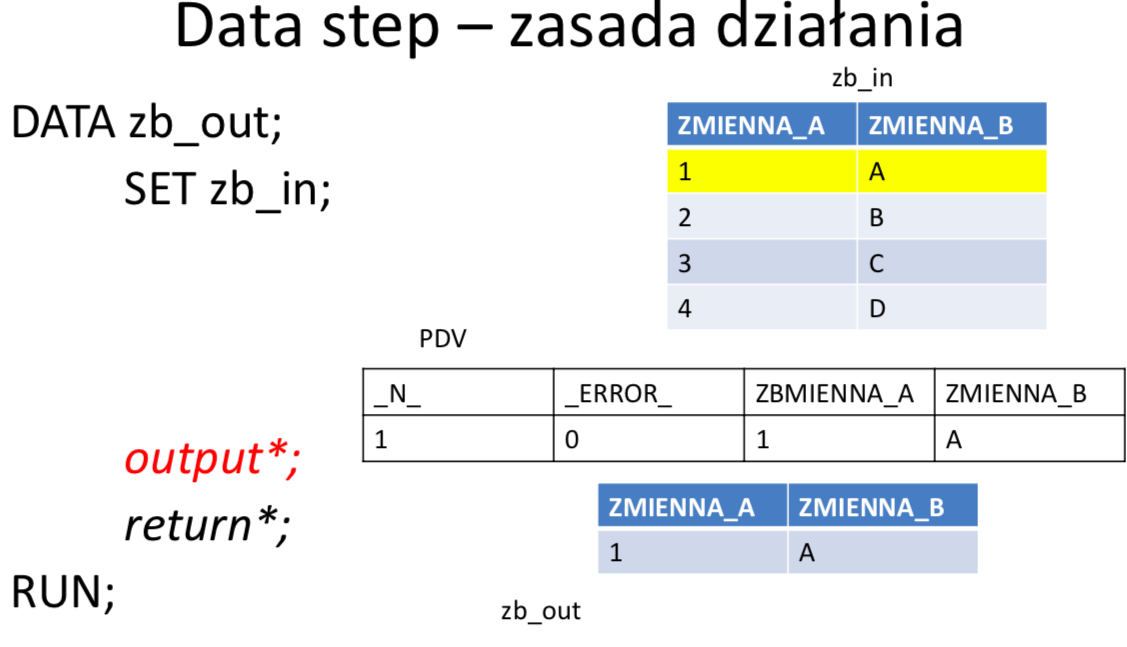 Data step – zasada działania
DATA zb_out;
SET zb_in;
zb_in
ZMIENNA_A ZMIENNA_B
1 A
2 B
3 C
4 D
PDV
_N_ _ERROR_ ZBMIENNA_A ZMIENNA_B
1 0 1 A
output*;
return*;
RUN;
ZMIENNA_A ZMIENNA_B
1 A
zb_out